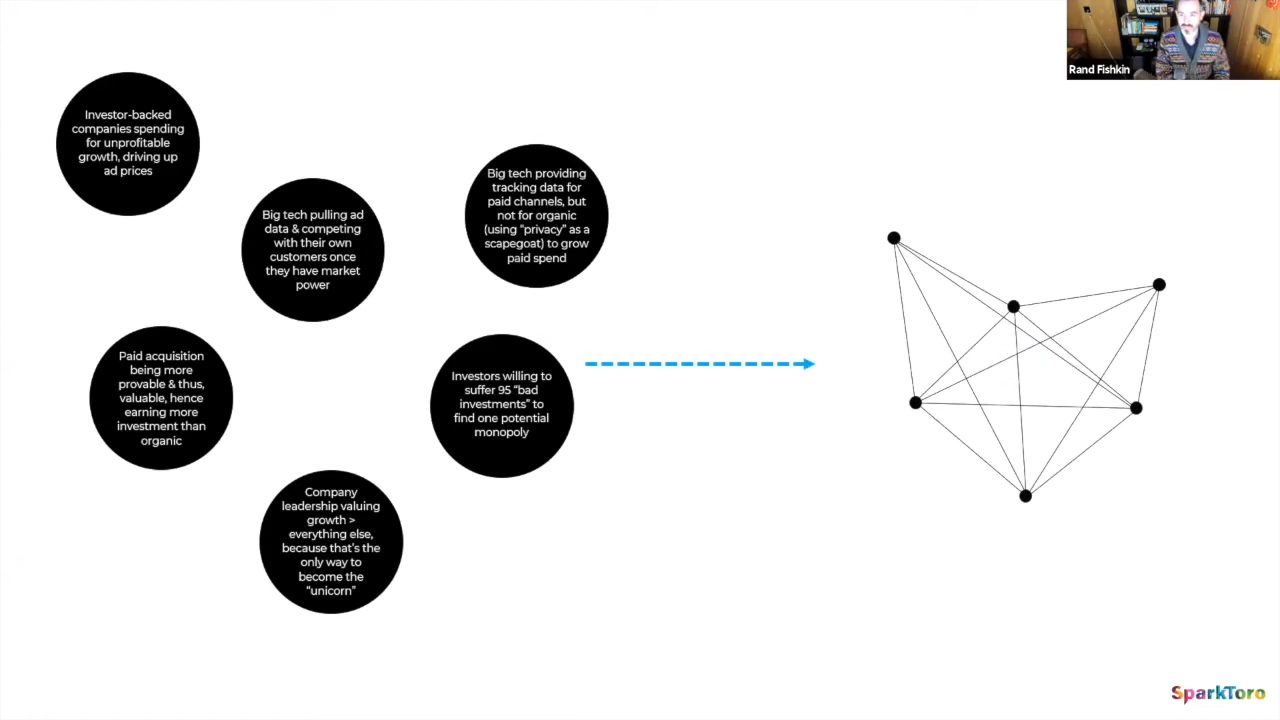 Rand Fishkin
Investor-backed
companies spending
for unprofitable
growth, driving up
ad prices
Big tech pulling ad
data & competing
with their own
customers once
they have market
power
Big tech providing
tracking data for
paid channels, but
not for organic
(using “privacy” as a
scapegoat) to grow
paid spend
Paid acquisition
being more
provable & thus,
valuable, hence
earning more
investment than
organic
Investors willing to
suffer 95 “bad
investments” to
find one potential
monopoly
Company
leadership valuing
growth >
everything else,
because that’s the
only way to
become the
“unicorn”
SparkToro